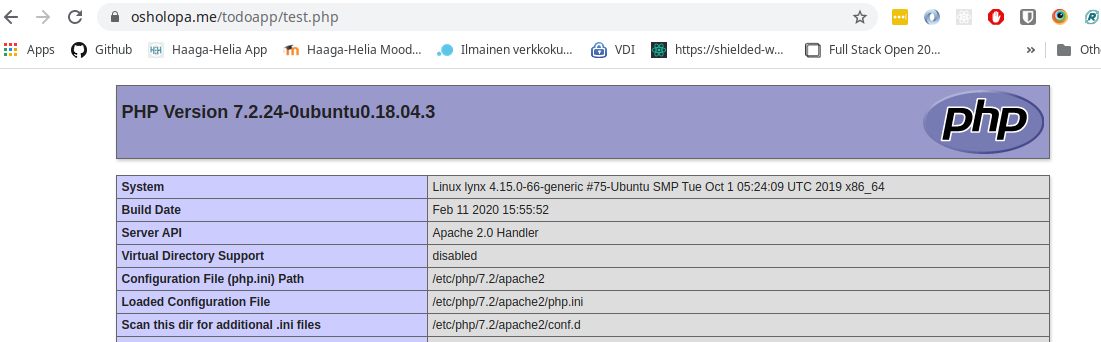 osholopa.me/todoapp/test.php
Apps Github Haaga-Helia App Haaga-Helia Mood... Ilmainen verkkoku... VDI https://shielded-w... Full Stack Open 20... » Oth
PHP Version 7.2.24-0ubuntu0.18.04.3 php
System Linux lynx 4.15.0-66-generic #75-Ubuntu SMP Tue Oct 1 05:24:09 UTC 2019 x86_64
Build Date Feb 11 2020 15:55:52
Server API Apache 2.0 Handler
Virtual Directory Support disabled
Configuration File (php.ini) Path /etc/php/7.2/apache2
Loaded Configuration File /etc/php/7.2/apache2/php.ini
Scan this dir for additional .ini files /etc/php/7.2/apache2/conf.d